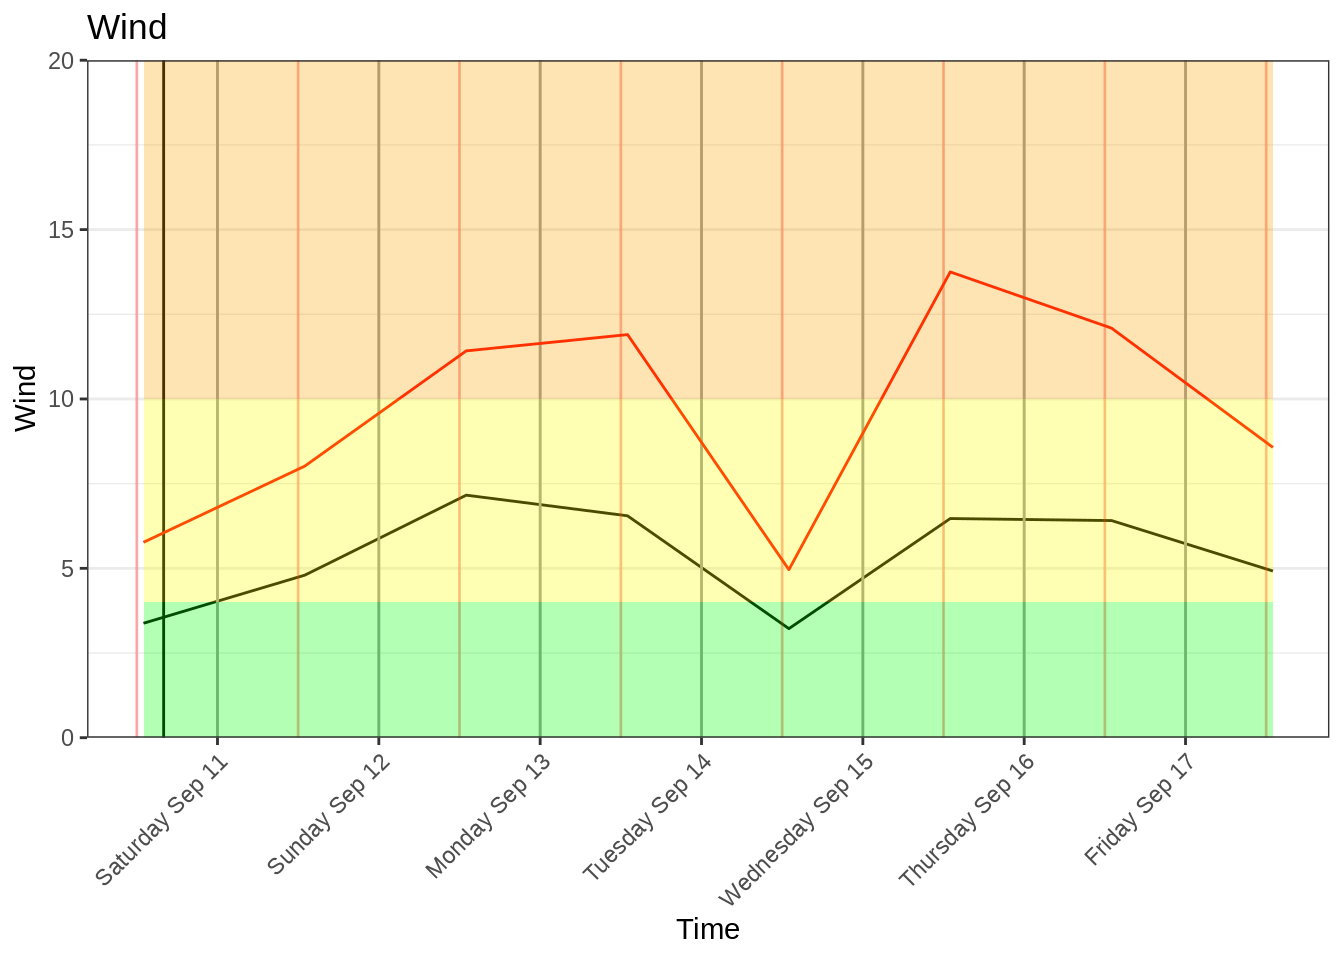 Wind
20
15
10
5
0
Wind
Saturday Sep 11
Sunday Sep 12
Monday Sep 13
Tuesday Sep 14
Wednesday Sep 15
Thursday Sep 16
Friday Sep 17
Time